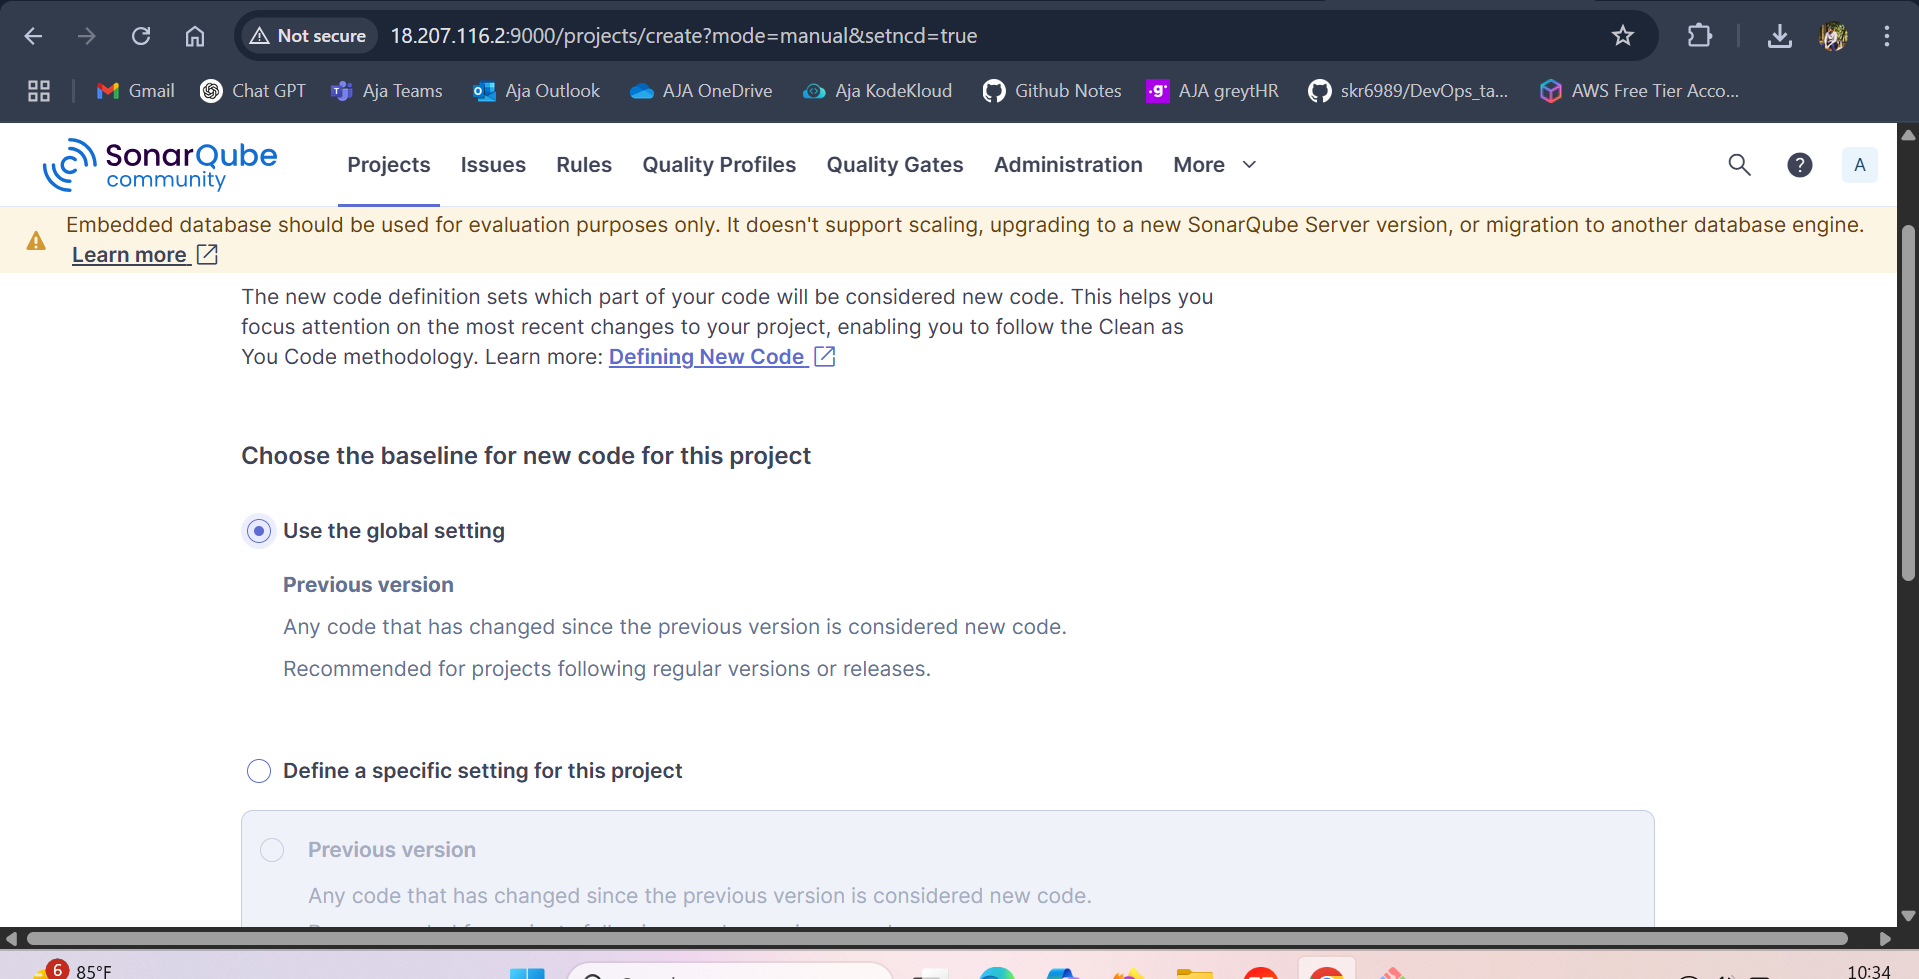 Not secure
18.207.116.2:9000/projects/create?mode=manual&setncd=true
Gmail
Chat GPT
Aja Teams
Aja Outlook
AJA OneDrive
Aja KodeKloud
Github Notes
AJA greytHR
skr6989/DevOps_ta...
AWS Free Tier Acco...
SonarQube
community
Projects
Issues
Rules
Quality Profiles
Quality Gates
Administration
More
?
A
Embedded database should be used for evaluation purposes only. It doesn't support scaling, upgrading to a new SonarQube Server version, or migration to another database engine.
Learn more
The new code definition sets which part of your code will be considered new code. This helps you
focus attention on the most recent changes to your project, enabling you to follow the Clean as
You Code methodology. Learn more: Defining New Code
Choose the baseline for new code for this project
Use the global setting
Previous version
Any code that has changed since the previous version is considered new code.
Recommended for projects following regular versions or releases.
Define a specific setting for this project
Previous version
Any code that has changed since the previous version is considered new code.
6
85°F
10:34